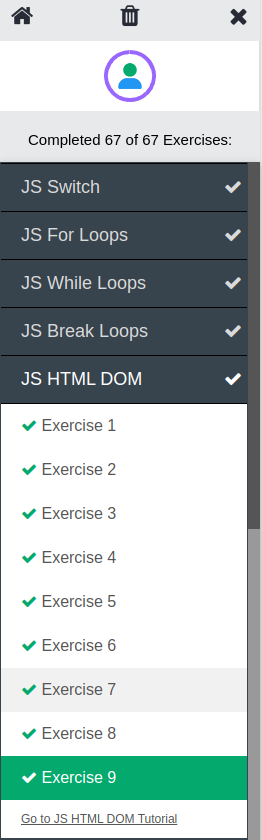 Completed 67 of 67 Exercises:
JS Switch
JS For Loops
JS While Loops
JS Break Loops
JS HTML DOM
Exercise 1
Exercise 2
Exercise 3
Exercise 4
Exercise 5
Exercise 6
Exercise 7
Exercise 8
Exercise 9
Go to JS HTML DOM Tutorial